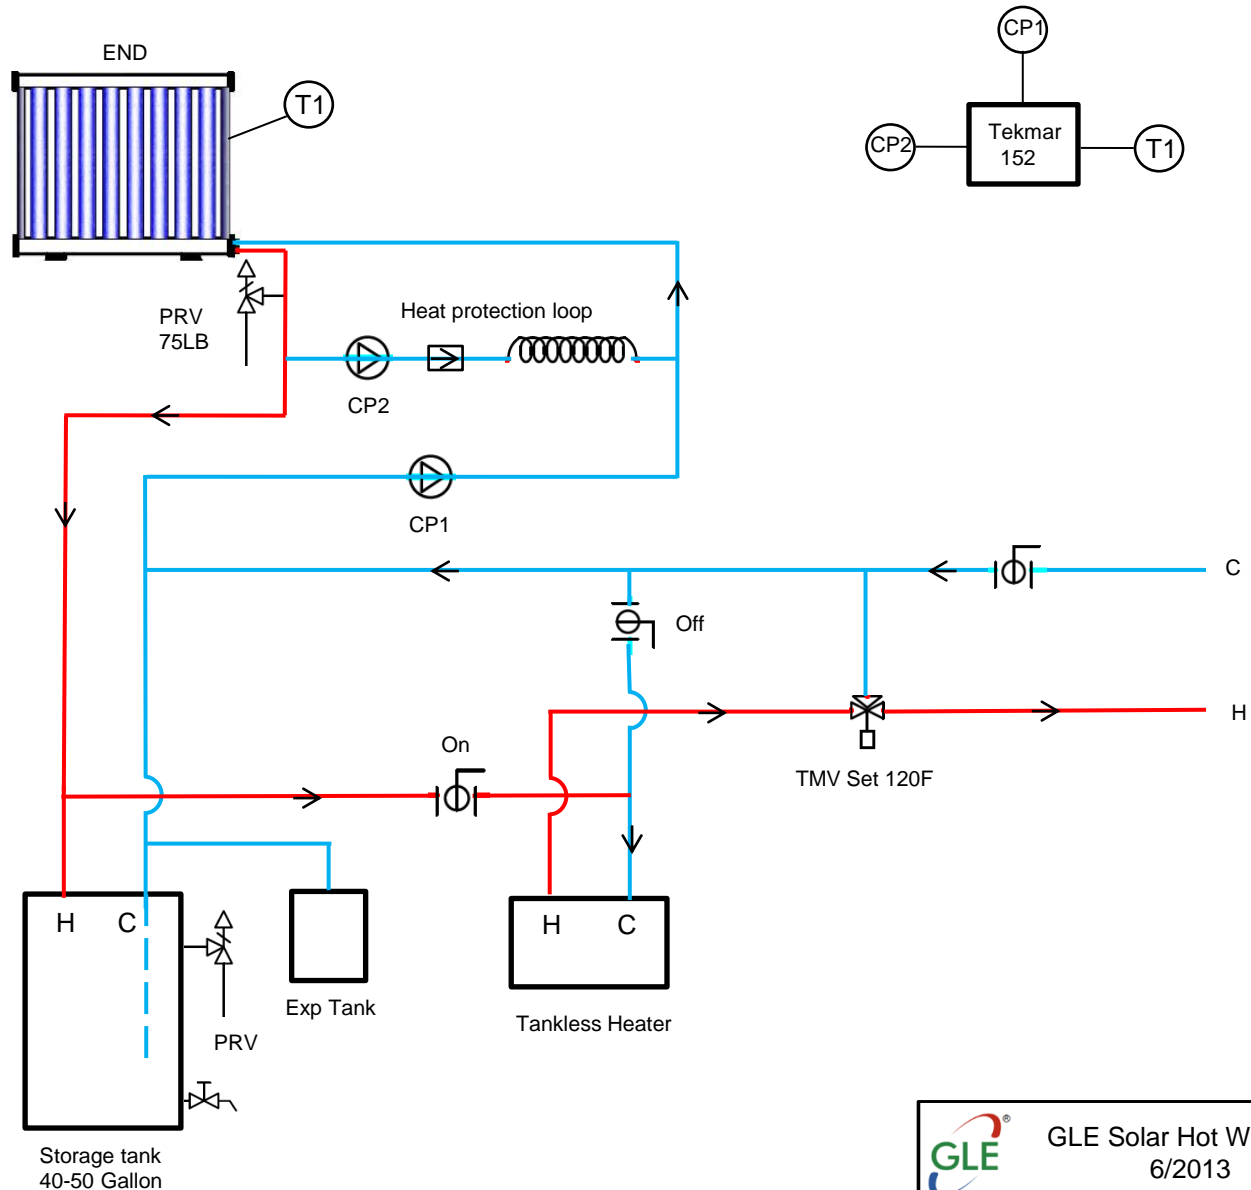 END
T1
CP1
CP2
Tekmar
152
T1
PRV
75LB
Heat protection loop
CP2
CP1
C
Off
H
On
TMV Set 120F
H C
H C
Exp Tank
PRV
Tankless Heater
Storage tank
40-50 Gallon
GLE ®
GLE Solar Hot W
6/2013